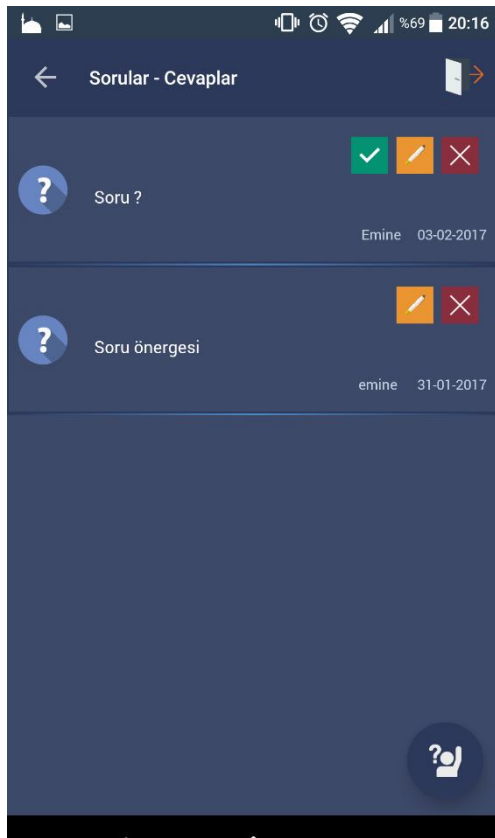 %69 20:16
Sorular - Cevaplar
Soru ?
Emine 03-02-2017
Soru önergesi
emine 31-01-2017